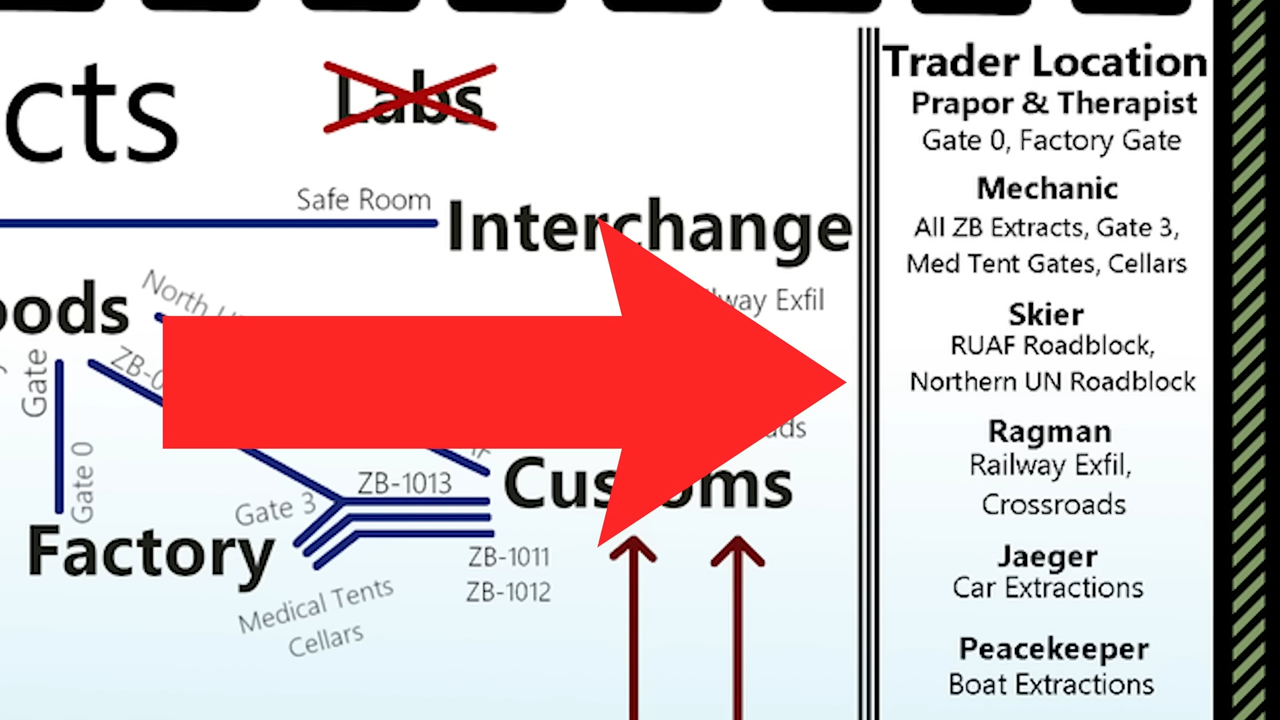 cts
Labs
Safe Room
Interchange
Exfil
North
Gate
ZB-0
Gate 0
Gate 3
ZB-1013
Customs
Factory
ZB-1011
ZB-1012
Medical Tents
Cellars
Trader Location
Prapor & Therapist
Gate 0, Factory Gate
Mechanic
All ZB Extracts, Gate 3,
Med Tent Gates, Cellars
Skier
RUAF Roadblock,
Northern UN Roadblock
Ragman
Railway Exfil,
Crossroads
Jaeger
Car Extractions
Peacekeeper
Boat Extractions